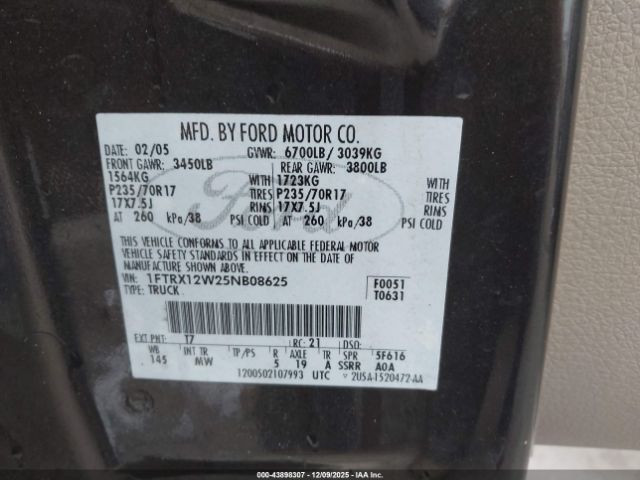 MFD. BY FORD MOTOR CO.
DATE: 02/05 GVWR: 6700LB/ 3039KG
FRONT GAWR: 3450LB REAR GAWR: 3800LB
1564KG WITH 1723KG WITH
P235/70R17 TIRES P235/70R17 TIRES
17X7.5J RIMS 17X7.5J RIMS
AT 260 kPa/38 PSI COLD AT 260 kPa/38 PSI COLD
THIS VEHICLE CONFORMS TO ALL APPLICABLE FEDERAL MOTOR
VEHICLE SAFETY STANDARDS IN EFFECT ON THE DATE OF
MANUFACTURE SHOWN ABOVE.
VIN: 1FTRX12W25NB08625 F0051
TYPE: TRUCK T0631
Ford
EXT PNT: T7 RC: 21 DSO:
WB INT TR TP/PS R AXLE TR SPR 5F616
145 MW 5 19 A SSRR AOA
1200502107993 UTC 2U5A-1520472-AA
© 43898307 - 12/09/2025 - IAA, Inc.